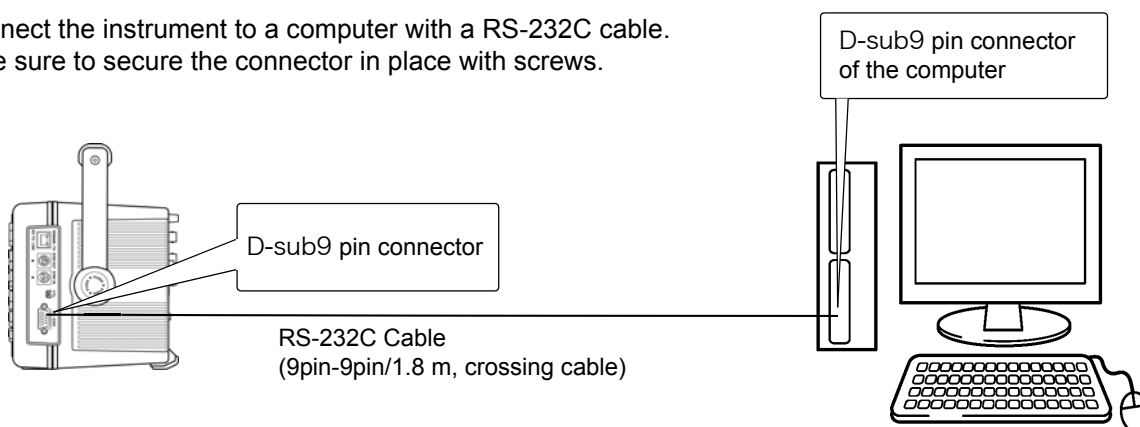 nnect the instrument to a computer with a RS-232C cable.
e sure to secure the connector in place with screws.
D-sub9 pin connector
of the computer
D-sub9 pin connector
RS-232C Cable
(9pin-9pin/1.8 m, crossing cable)